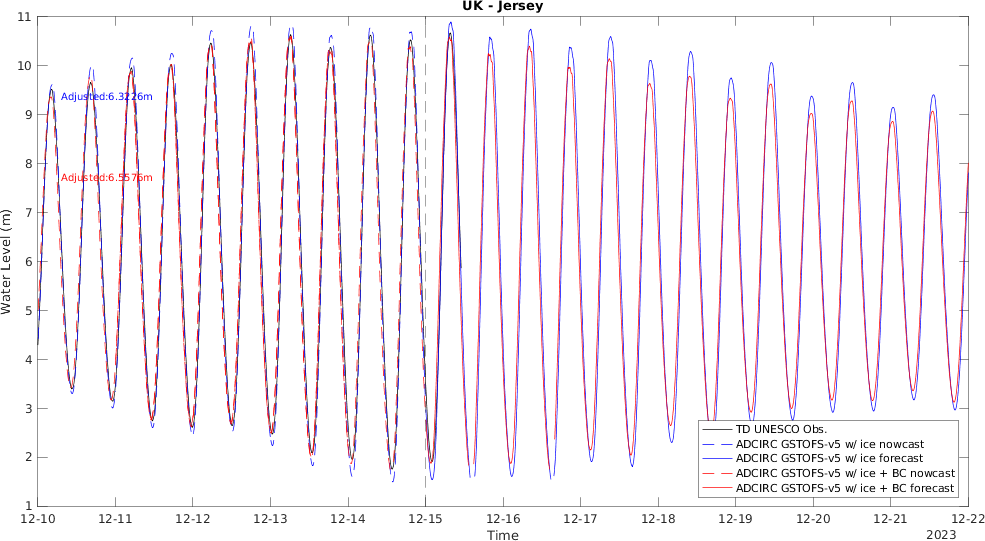 UK - Jersey
11
10
9
8
7
6
5
4
3
2
1
Water Level (m)
Adjusted:6.3226m
Adjusted:6.5576m
TD UNESCO Obs.
ADCIRC GSTOFS-v5 w/ ice nowcast
ADCIRC GSTOFS-v5 w/ ice forecast
ADCIRC GSTOFS-v5 w/ ice + BC nowcast
ADCIRC GSTOFS-v5 w/ ice + BC forecast
12-10 12-11 12-12 12-13 12-14 12-15 12-16 12-17 12-18 12-19 12-20 12-21 12-22
Time
2023